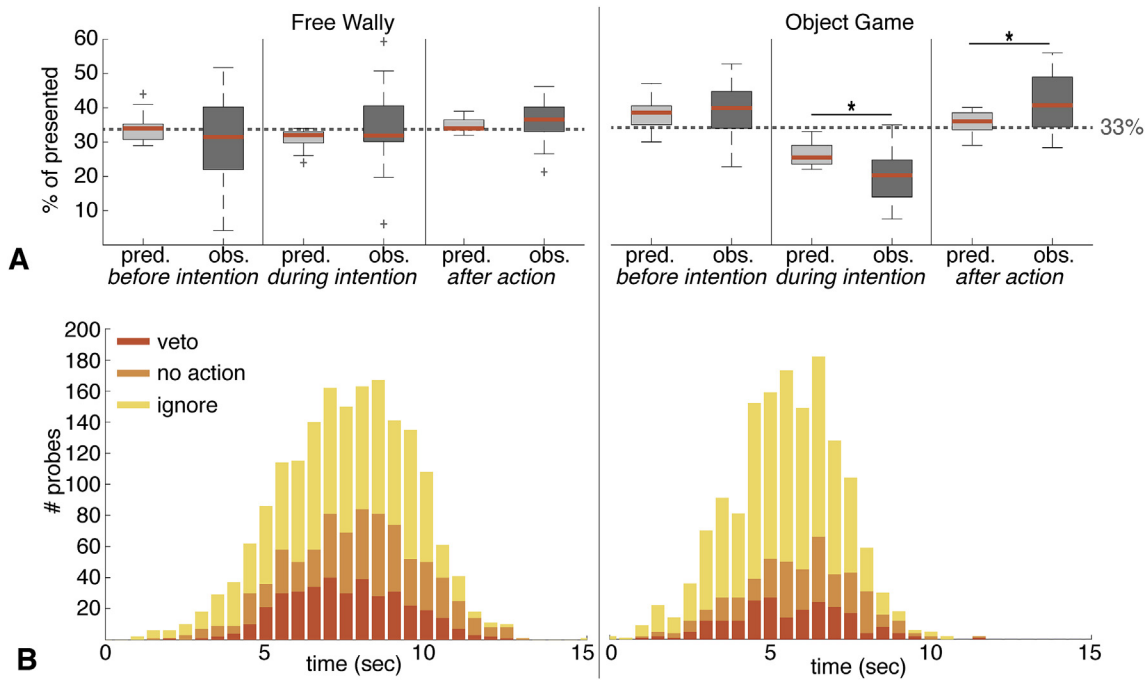 Free Wally
Object Game
% of presented
60
50
40
30
20
10
*
*
33%
pred. obs. pred. obs. pred. obs.
before intention during intention after action
pred. obs. pred. obs. pred. obs.
before intention during intention after action
A
# probes
200
180
160
140
120
100
80
60
40
20
veto
no action
ignore
0 5 10 15
time (sec)
0 5 10 15
time (sec)
B